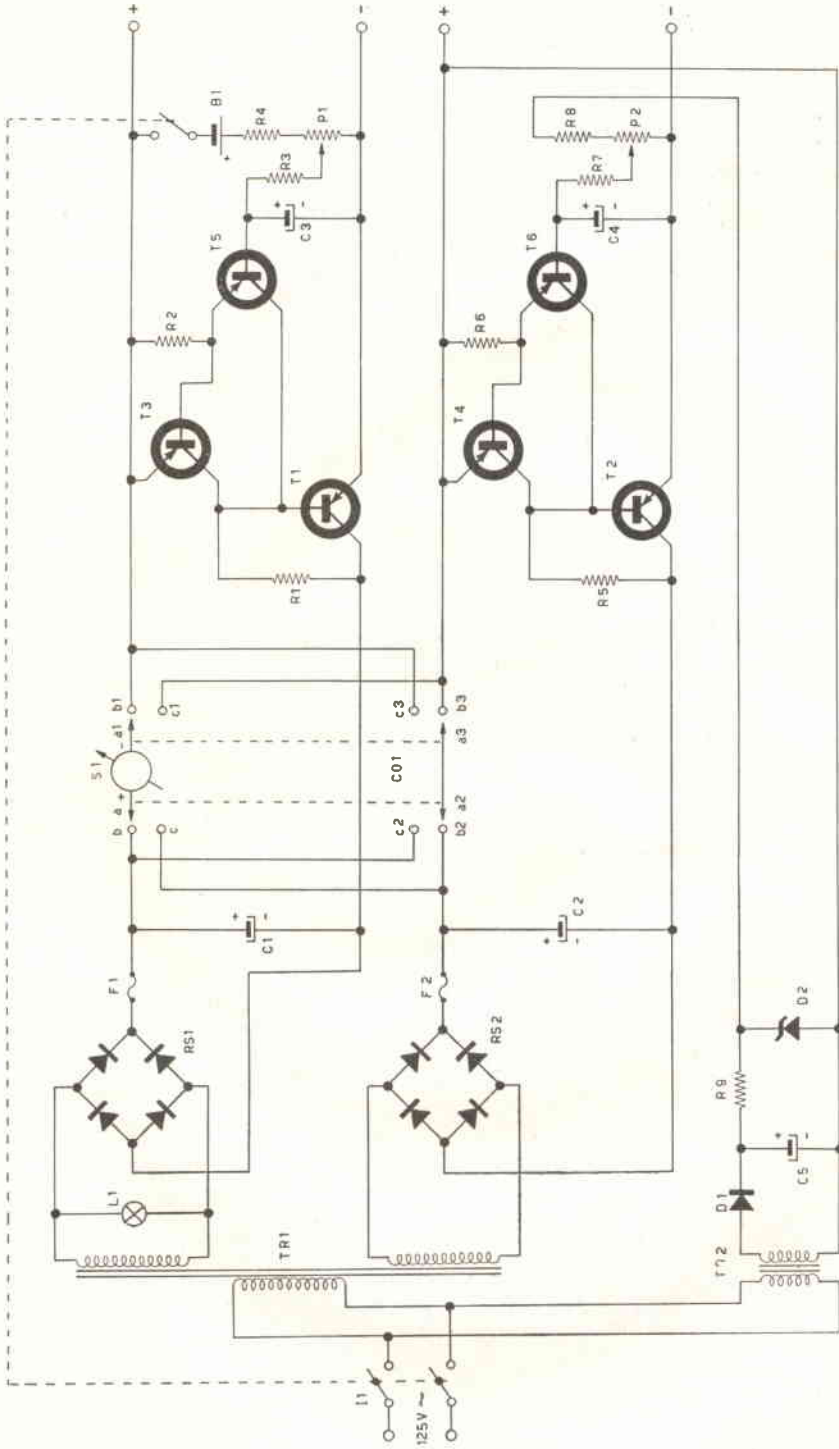 +
-
+
-
B1
+
R4
P1
R3
+
-
C3
T5
R2
T3
T1
R1
R8
P2
R7
+
-
C4
T6
R6
T4
T2
R5
b1
a1
c1
-
S1
+
a
b
c
c3
b3
a3
C01
a2
c2
b2
+
-
C1
F1
RS1
L1
TR1
+
-
C2
F2
RS2
D2
R9
+
-
C5
D1
I1
125V ~